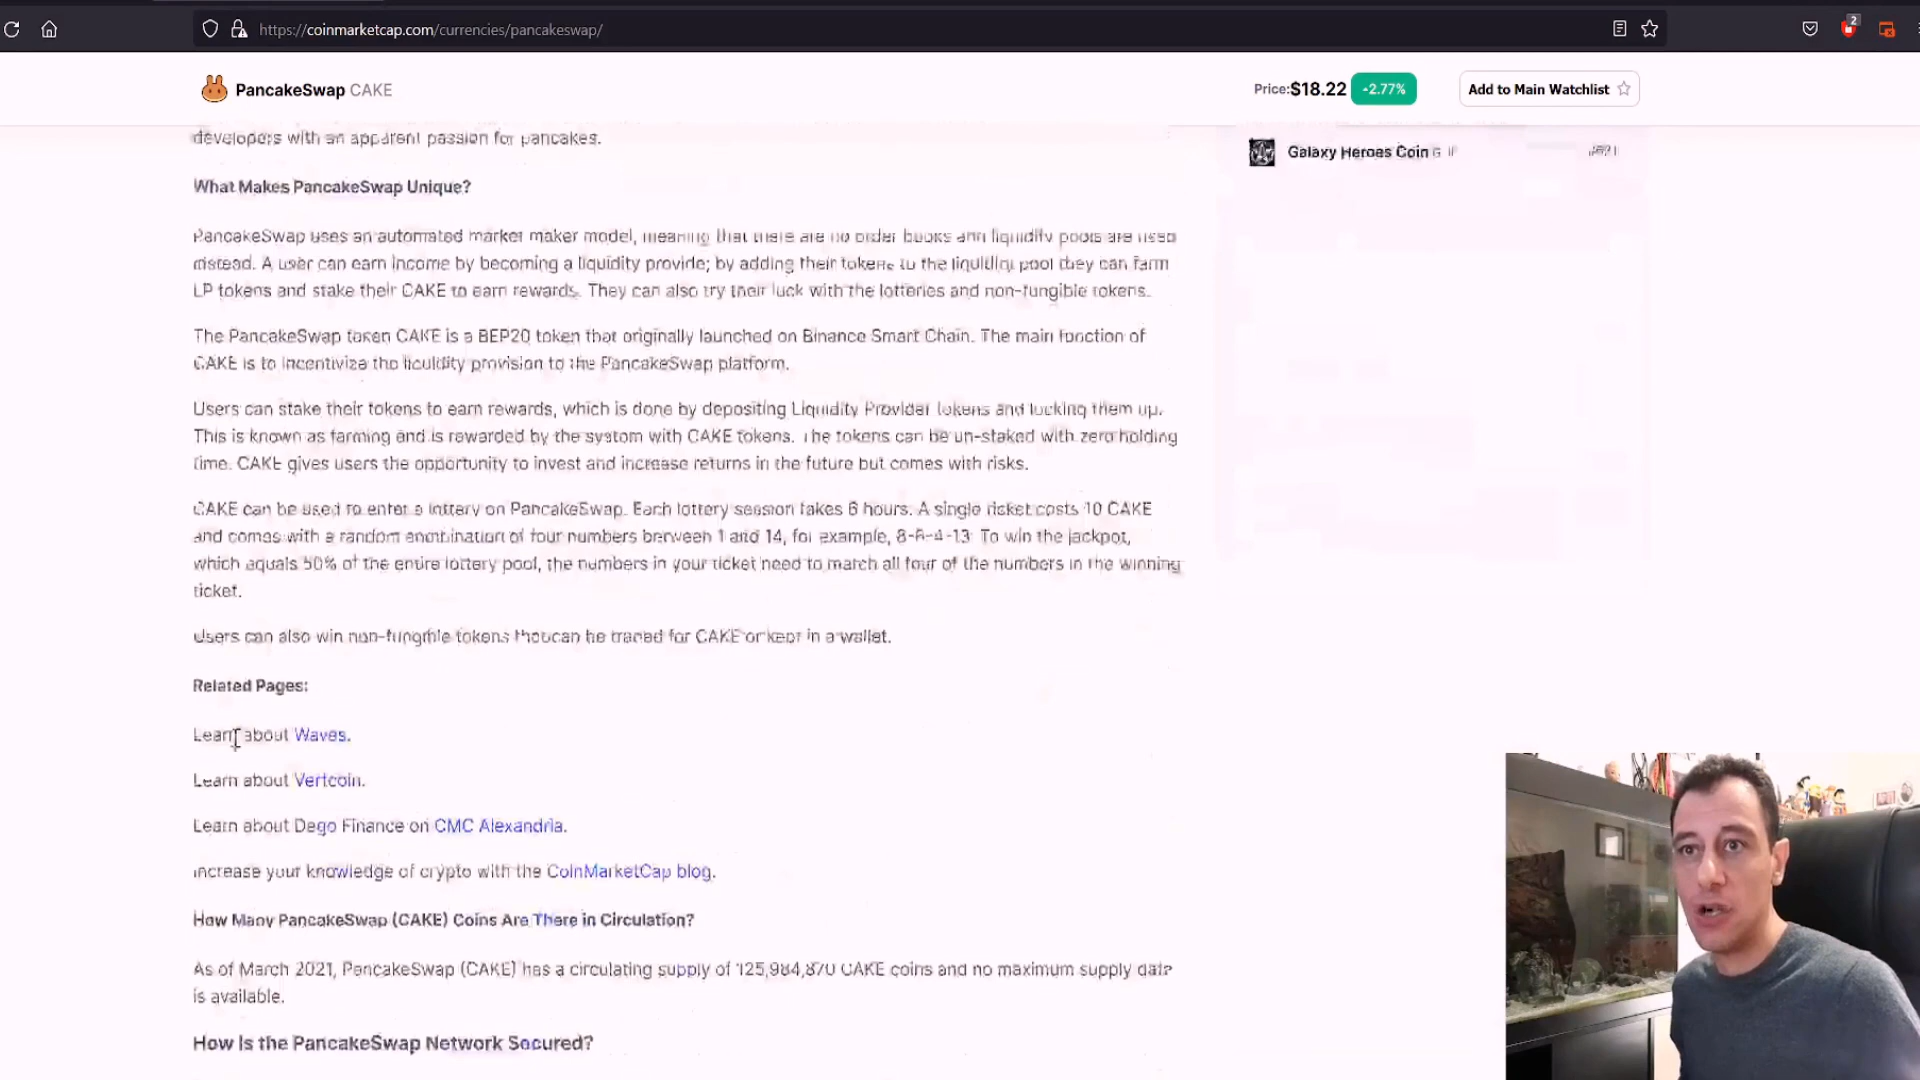 https://coinmarketcap.com/currencies/pancakeswap/
2
PancakeSwap CAKE
Price:$18.22 2.77%
Add to Main Watchlist
developers with an apparent passion for pancakes.
Galaxy Heroes Coin
What Makes PancakeSwap Unique?
PancakeSwap uses an automated market maker model, meaning that there are no order books and liquidity pools are used
instead. A user can earn income by becoming a liquidity provide; by adding their tokens to the liquidity pool they can farm
LP tokens and stake their CAKE to earn rewards. They can also try their luck with the lotteries and non-fungible tokens.
The PancakeSwap token CAKE is a BEP20 token that originally launched on Binance Smart Chain. The main function of
CAKE is to incentivize the liquidity provision to the PancakeSwap platform.
Users can stake their tokens to earn rewards, which is done by depositing Liquidity Provider tokens and locking them up.
This is known as farming and is rewarded by the system with CAKE tokens. The tokens can be un-staked with zero holding
time. CAKE gives users the opportunity to invest and increase returns in the future but comes with risks.
CAKE can be used to enter a lottery on PancakeSwap. Each lottery season takes 6 hours. A single ticket costs 10 CAKE
and comes with a random combination of four numbers between 1 and 14, for example, 8-6-4-13. To win the jackpot,
which equals 50% of the entire lottery pool, the numbers in your ticket need to match all four of the numbers in the winning
ticket.
Users can also win non-fungible tokens can be traded for CAKE or kept in a wallet.
Related Pages:
Learn about Waves.
Learn about Vertcoin.
Learn about Dego Finance on CMC Alexandria.
Increase your knowledge of crypto with the CoinMarketCap blog.
How Many PancakeSwap (CAKE) Coins Are There in Circulation?
As of March 2021, PancakeSwap (CAKE) has a circulating supply of 125,984,870 CAKE coins and no maximum supply data
is available.
How Is the PancakeSwap Network Secured?